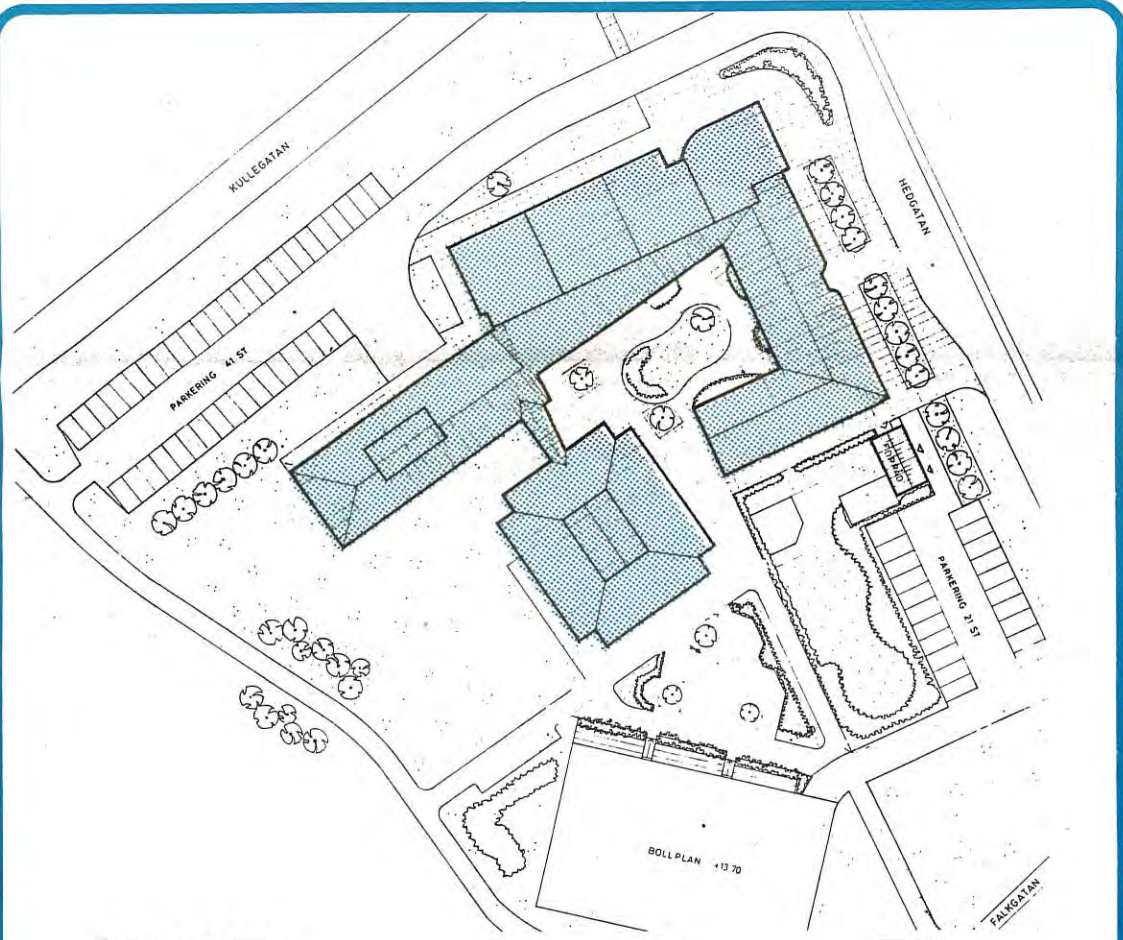 KULLEGATAN
HEDGATAN
PARKERING 41 ST
PARKERING 21 ST
BOLLPLAN +13 70
FALKGATAN